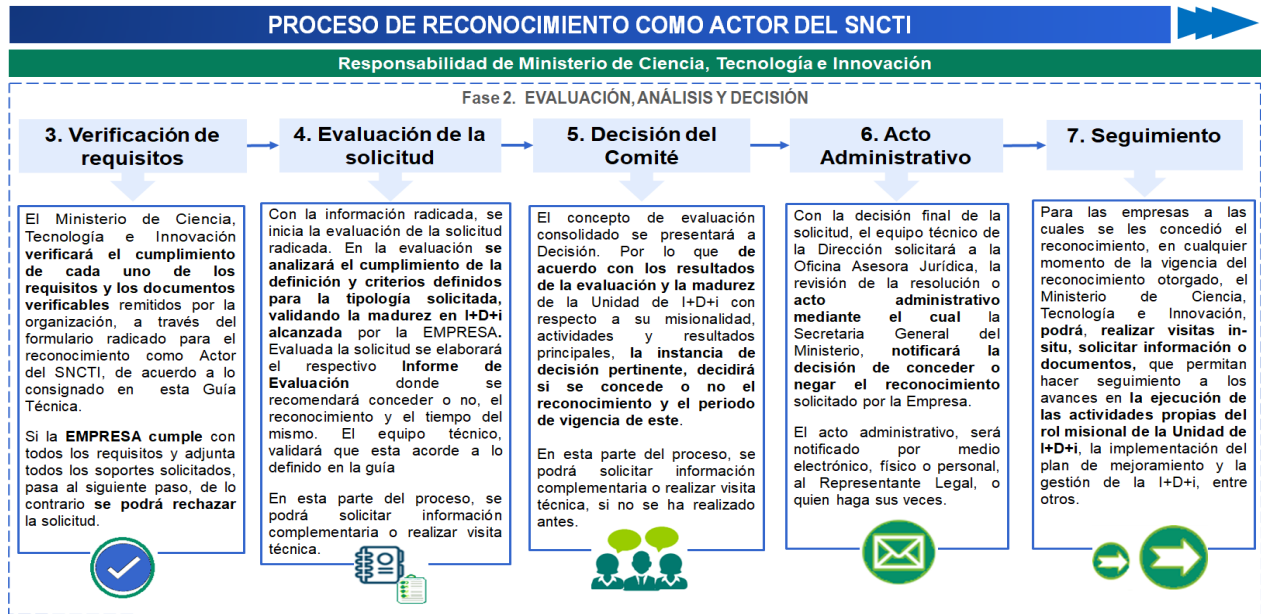 PROCESO DE RECONOCIMIENTO COMO ACTOR DEL SNCTI
Responsabilidad de Ministerio de Ciencia, Tecnología e Innovación
Fase 2. EVALUACIÓN, ANÁLISIS Y DECISIÓN
3. Verificación de
requisitos
El Ministerio de Ciencia,
Tecnología e Innovación
verificará el cumplimiento
de cada uno de los
requisitos y los documentos
verificables remitidos por la
organización, a través del
formulario radicado para el
reconocimiento como Actor
del SNCTI, de acuerdo a lo
consignado en esta Guía
Técnica.
Si la EMPRESA cumple con
todos los requisitos y adjunta
todos los soportes solicitados,
pasa al siguiente paso, de lo
contrario se podrá rechazar
la solicitud.
4. Evaluación de la
solicitud
Con la información radicada, se
inicia la evaluación de la solicitud
radicada. En la evaluación se
analizará el cumplimiento de la
definición y criterios definidos
para la tipología solicitada,
validando la madurez en I+D+i
alcanzada por la EMPRESA.
Evaluada la solicitud se elaborará
el respectivo Informe de
Evaluación donde se
recomendará conceder o no, el
reconocimiento y el tiempo del
mismo. El equipo técnico,
validará que esta acorde a lo
definido en la guía
En esta parte del proceso, se
podrá solicitar información
complementaria o realizar visita
técnica.
5. Decisión del
Comité
El concepto de evaluación
consolidado se presentará a
Decisión. Por lo que de
acuerdo con los resultados
de la evaluación y la madurez
de la Unidad de I+D+i con
respecto a su misionalidad,
actividades y resultados
principales, la instancia de
decisión pertinente, decidirá
si se concede o no el
reconocimiento y el periodo
de vigencia de este.
En esta parte del proceso, se
podrá solicitar información
complementaria o realizar visita
técnica, si no se ha realizado
antes.
6. Acto
Administrativo
Con la decisión final de la
solicitud, el equipo técnico de
la Dirección solicitará a la
Oficina Asesora Jurídica, la
revisión de la resolución o
acto administrativo
mediante el cual la
Secretaria General del
Ministerio, notificará la
decisión de conceder o
negar el reconocimiento
solicitado por la Empresa.
El acto administrativo, será
notificado por medio
electrónico, físico o personal,
al Representante Legal, o
quien haga sus veces.
7. Seguimiento
Para las empresas a las
cuales se les concedió el
reconocimiento, en cualquier
momento de la vigencia del
reconocimiento otorgado, el
Ministerio de Ciencia,
Tecnología e Innovación,
podrá, realizar visitas in-
situ, solicitar información o
documentos, que permitan
hacer seguimiento a los
avances en la ejecución de
las actividades propias del
rol misional de la Unidad de
I+D+i, la implementación del
plan de mejoramiento y la
gestión de la I+D+i, entre
otros.